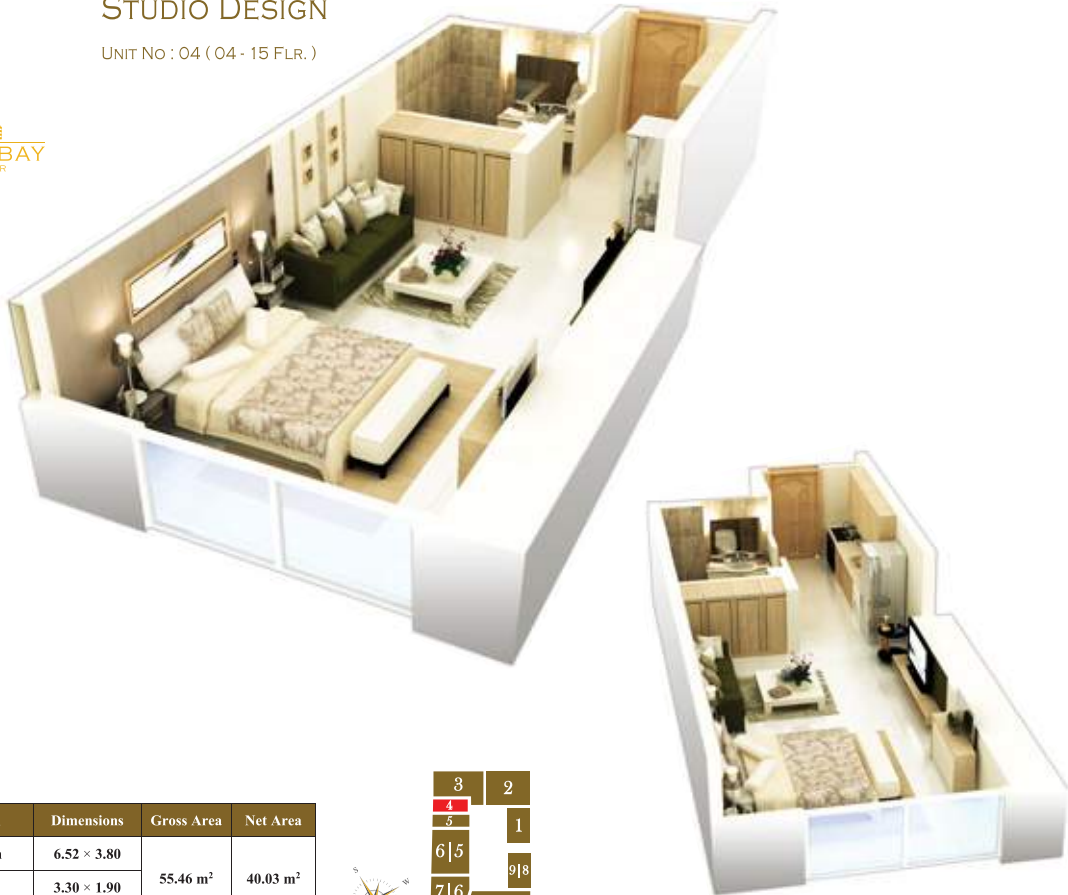 STUDIO DESIGN
UNIT NO : 04 ( 04 - 15 FLR. )
BAY
R
Dimensions Gross Area Net Area
6.52 × 3.80
55.46 m² 40.03 m²
3.30 × 1.90
3 2
4
5
1
6|5
9|8
7|6
S
W